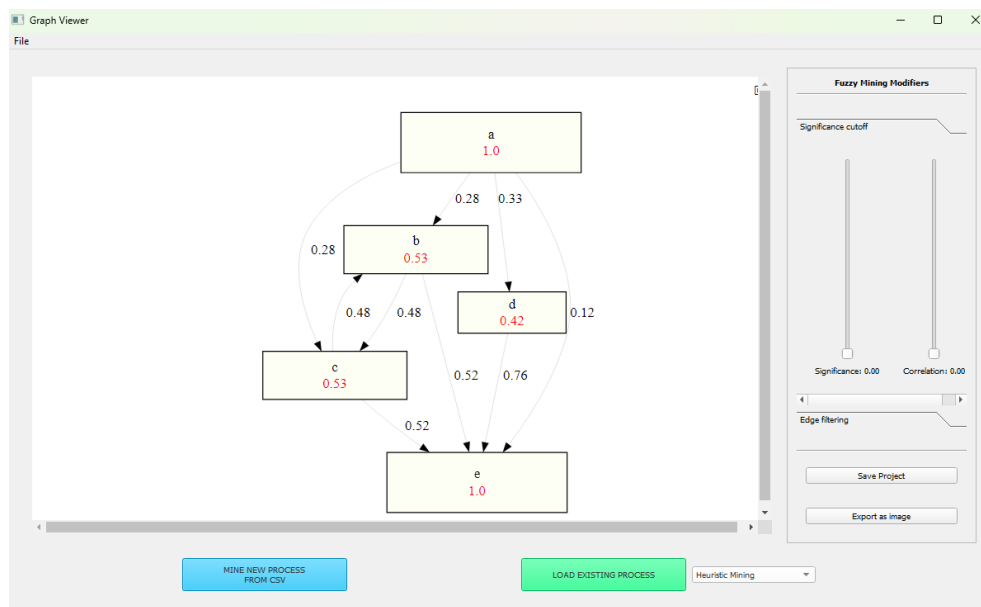 Graph Viewer
File
Fuzzy Mining Modifiers
Significance cutoff
a
1.0
0.28
0.33
b
0.53
0.28
d
0.42
0.48
0.48
0.12
c
0.53
0.52
0.76
Significance: 0.00
Correlation: 0.00
0.52
Edge filtering
e
1.0
Save Project
Export as image
MINE NEW PROCESS
FROM CSV
LOAD EXISTING PROCESS
Heuristic Mining